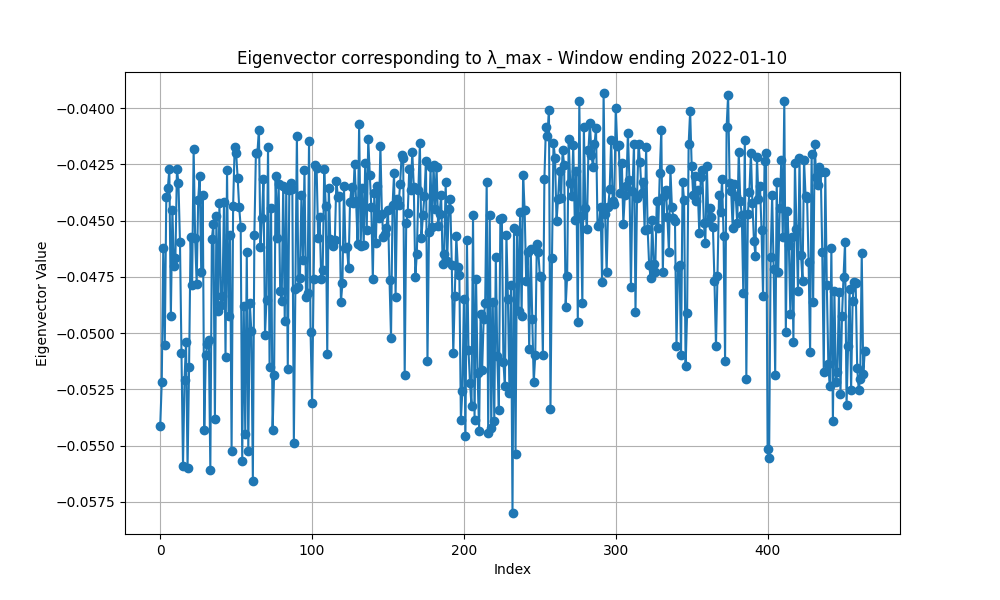 Eigenvector corresponding to λ_max - Window ending 2022-01-10
−0.0400
−0.0425
−0.0450
−0.0475
−0.0500
−0.0525
−0.0550
−0.0575
Eigenvector Value
0 100 200 300 400
Index